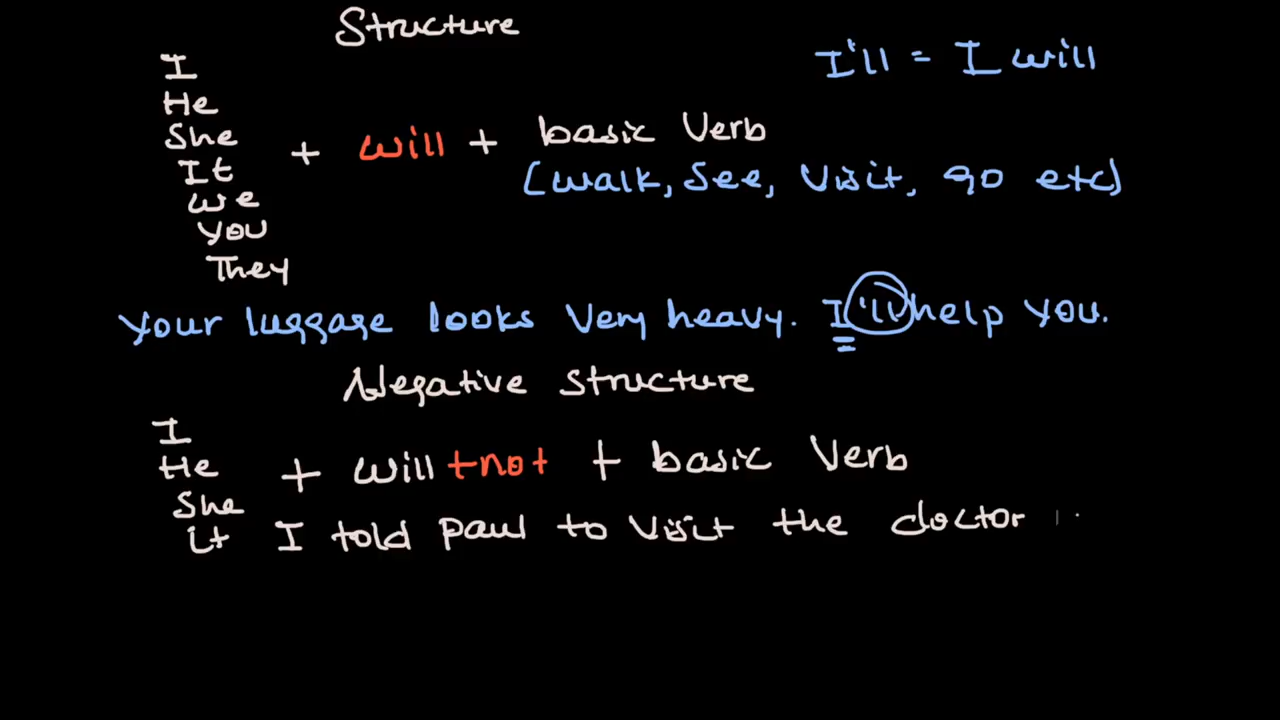 Structure
I'll = I will
I
He
She + will + basic Verb
It (walk, see, visit, go etc)
we
you
They
your luggage looks very heavy. I'll help you.
Negative structure
I
He + will +not + basic Verb
She
it I told paul to visit the doctor